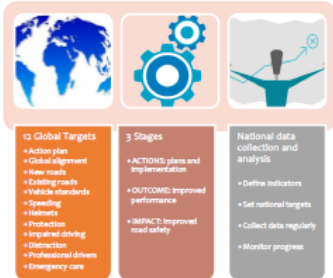 12 Global Targets
• Action plan
• Global alignment
• New roads
• Existing roads
• Vehicle standards
• Speeding
• Helmets
• Protection
• Impaired driving
• Distraction
• Professional drivers
• Emergency care
3 Stages
• ACTIONS: plans and
implementation
• OUTCOME: Improved
performance
• IMPACT: Improved
road safety
National data
collection and
analysis
• Define indicators
• Set national targets
• Collect data regularly
• Monitor progress